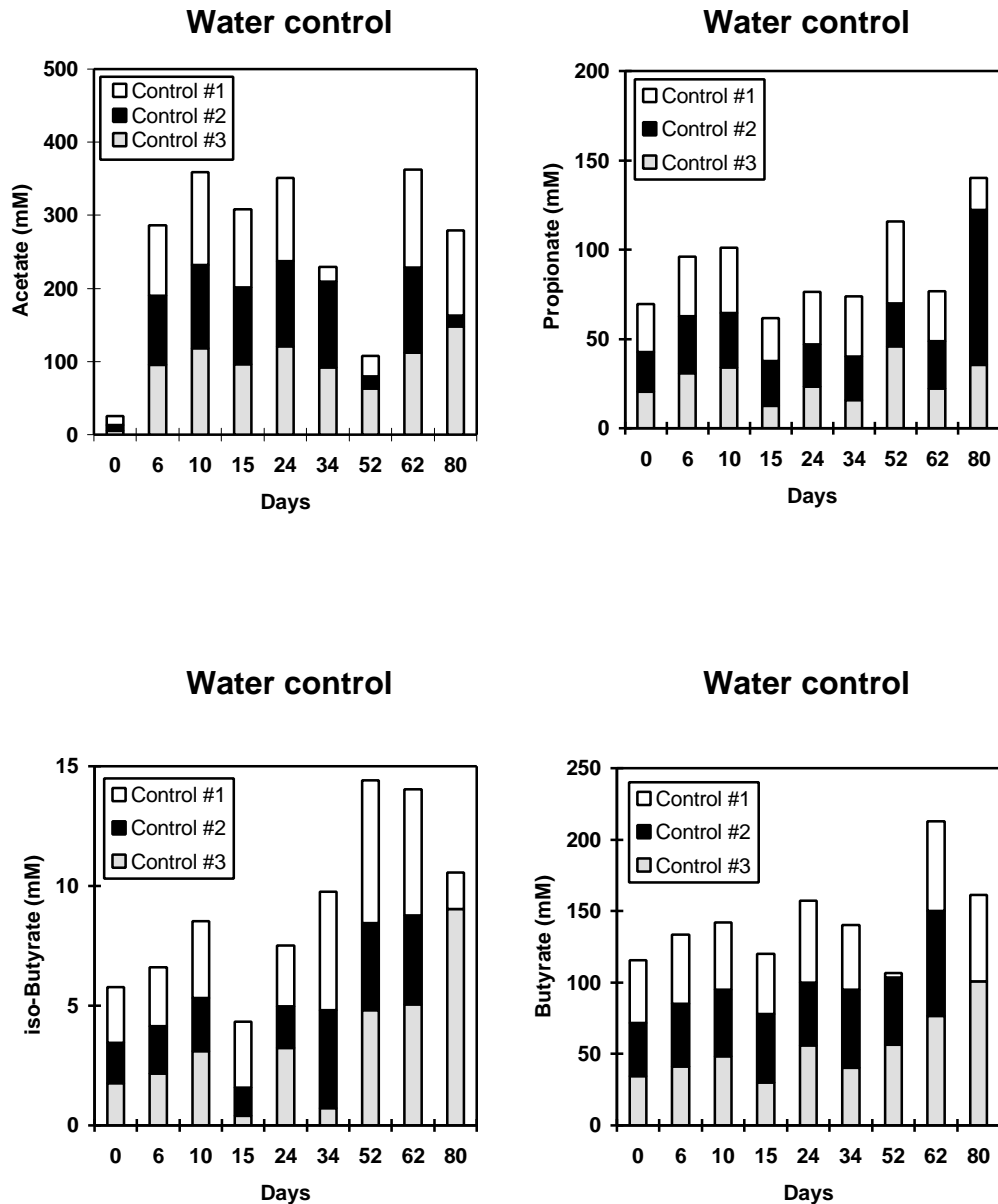 Water control
500
400
300
200
100
0
Acetate (mM)
Control #1
Control #2
Control #3
0 6 10 15 24 34 52 62 80
Days
Water control
200
150
100
50
0
Propionate (mM)
Control #1
Control #2
Control #3
0 6 10 15 24 34 52 62 80
Days
Water control
15
10
5
0
iso-Butyrate (mM)
Control #1
Control #2
Control #3
0 6 10 15 24 34 52 62 80
Days
Water control
250
200
150
100
50
0
Butyrate (mM)
Control #1
Control #2
Control #3
0 6 10 15 24 34 52 62 80
Days